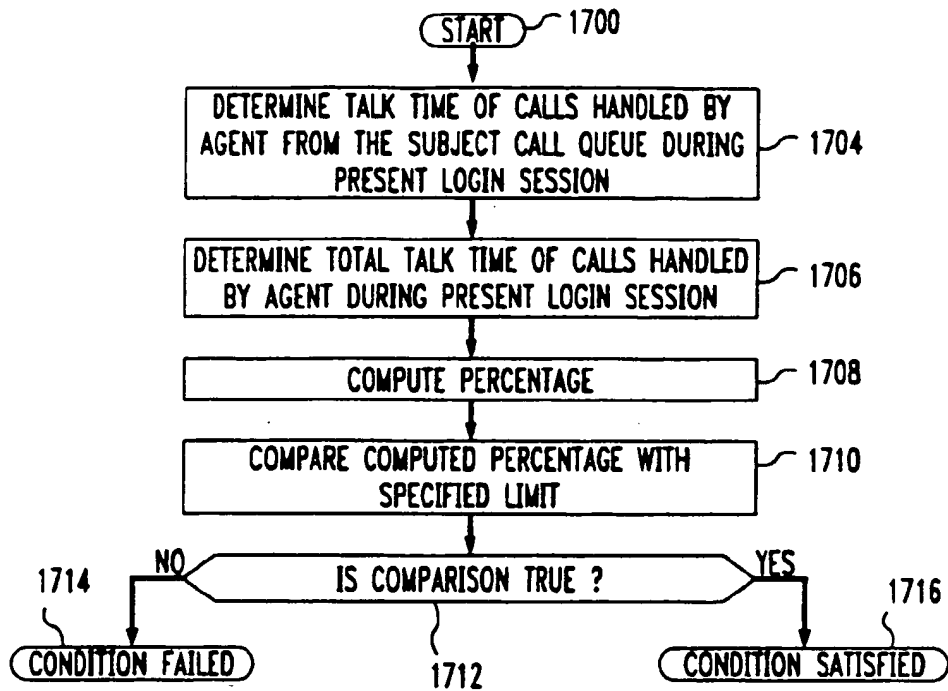 START
1700
DETERMINE TALK TIME OF CALLS HANDLED BY
AGENT FROM THE SUBJECT CALL QUEUE DURING
PRESENT LOGIN SESSION
1704
DETERMINE TOTAL TALK TIME OF CALLS HANDLED
BY AGENT DURING PRESENT LOGIN SESSION
1706
COMPUTE PERCENTAGE
1708
COMPARE COMPUTED PERCENTAGE WITH
SPECIFIED LIMIT
1710
NO
IS COMPARISON TRUE ?
YES
1714
1712
1716
CONDITION FAILED
CONDITION SATISFIED